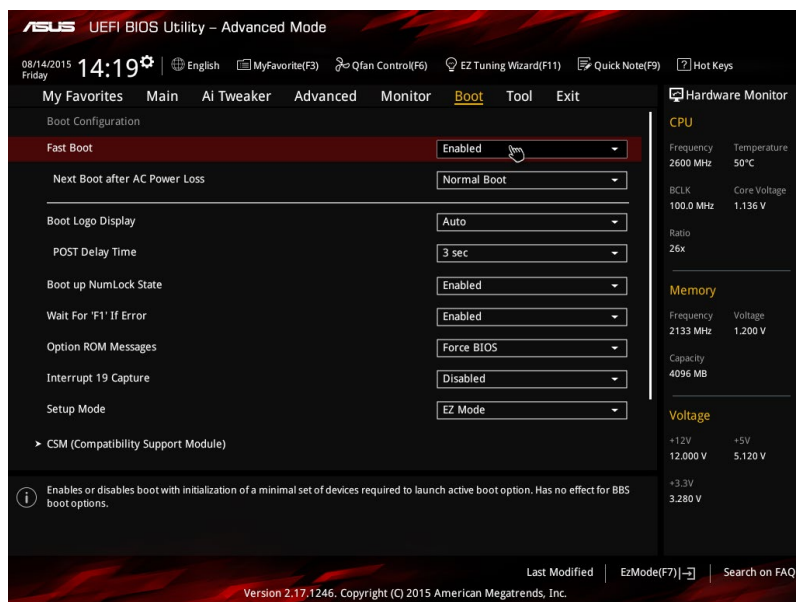 ASUS UEFI BIOS Utility – Advanced Mode
08/14/2015 Friday 14:19 English MyFavorite(F3) Qfan Control(F6) EZ Tuning Wizard(F11) Quick Note(F9) ? Hot Keys
My Favorites Main Ai Tweaker Advanced Monitor Boot Tool Exit
Boot Configuration
Fast Boot Enabled
Next Boot after AC Power Loss Normal Boot
Boot Logo Display Auto
POST Delay Time 3 sec
Boot up NumLock State Enabled
Wait For 'F1' If Error Enabled
Option ROM Messages Force BIOS
Interrupt 19 Capture Disabled
Setup Mode EZ Mode
> CSM (Compatibility Support Module)
i Enables or disables boot with initialization of a minimal set of devices required to launch active boot option. Has no effect for BBS
boot options.
Hardware Monitor
CPU
Frequency Temperature
2600 MHz 50°C
BCLK Core Voltage
100.0 MHz 1.136 V
Ratio
26x
Memory
Frequency Voltage
2133 MHz 1.200 V
Capacity
4096 MB
Voltage
+12V +5V
12.000 V 5.120 V
+3.3V
3.280 V
Last Modified EzMode(F7) Search on FAQ
Version 2.17.1246. Copyright (C) 2015 American Megatrends, Inc.